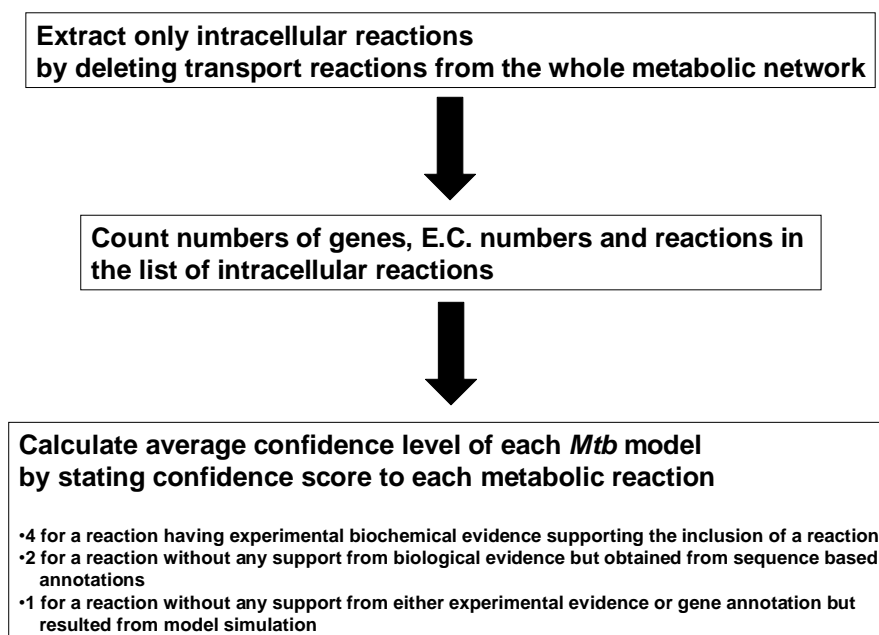 Extract only intracellular reactions
by deleting transport reactions from the whole metabolic network
Count numbers of genes, E.C. numbers and reactions in
the list of intracellular reactions
Calculate average confidence level of each Mtb model
by stating confidence score to each metabolic reaction
•4 for a reaction having experimental biochemical evidence supporting the inclusion of a reaction
•2 for a reaction without any support from biological evidence but obtained from sequence based
annotations
•1 for a reaction without any support from either experimental evidence or gene annotation but
resulted from model simulation